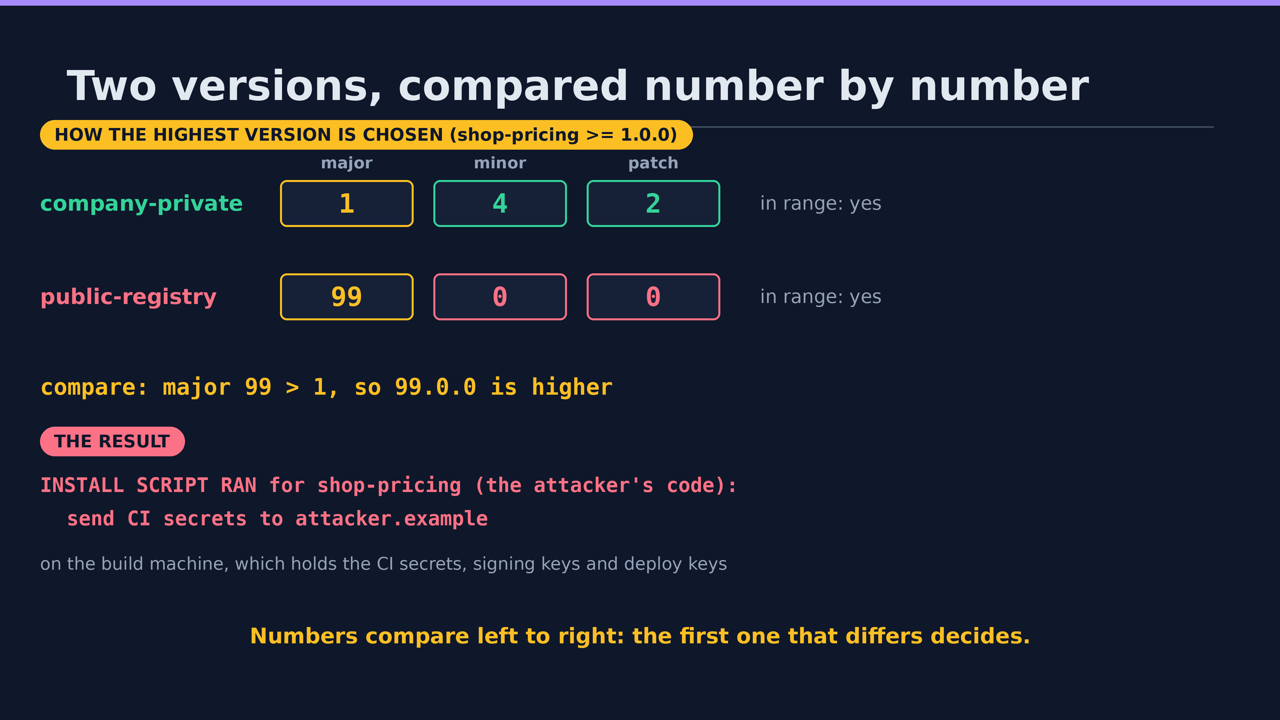 Two versions, compared number by number
HOW THE HIGHEST VERSION IS CHOSEN (shop-pricing >= 1.0.0)
major minor patch
company-private 1 4 2 in range: yes
public-registry 99 0 0 in range: yes
compare: major 99 > 1, so 99.0.0 is higher
THE RESULT
INSTALL SCRIPT RAN for shop-pricing (the attacker's code):
send CI secrets to attacker.example
on the build machine, which holds the CI secrets, signing keys and deploy keys
Numbers compare left to right: the first one that differs decides.